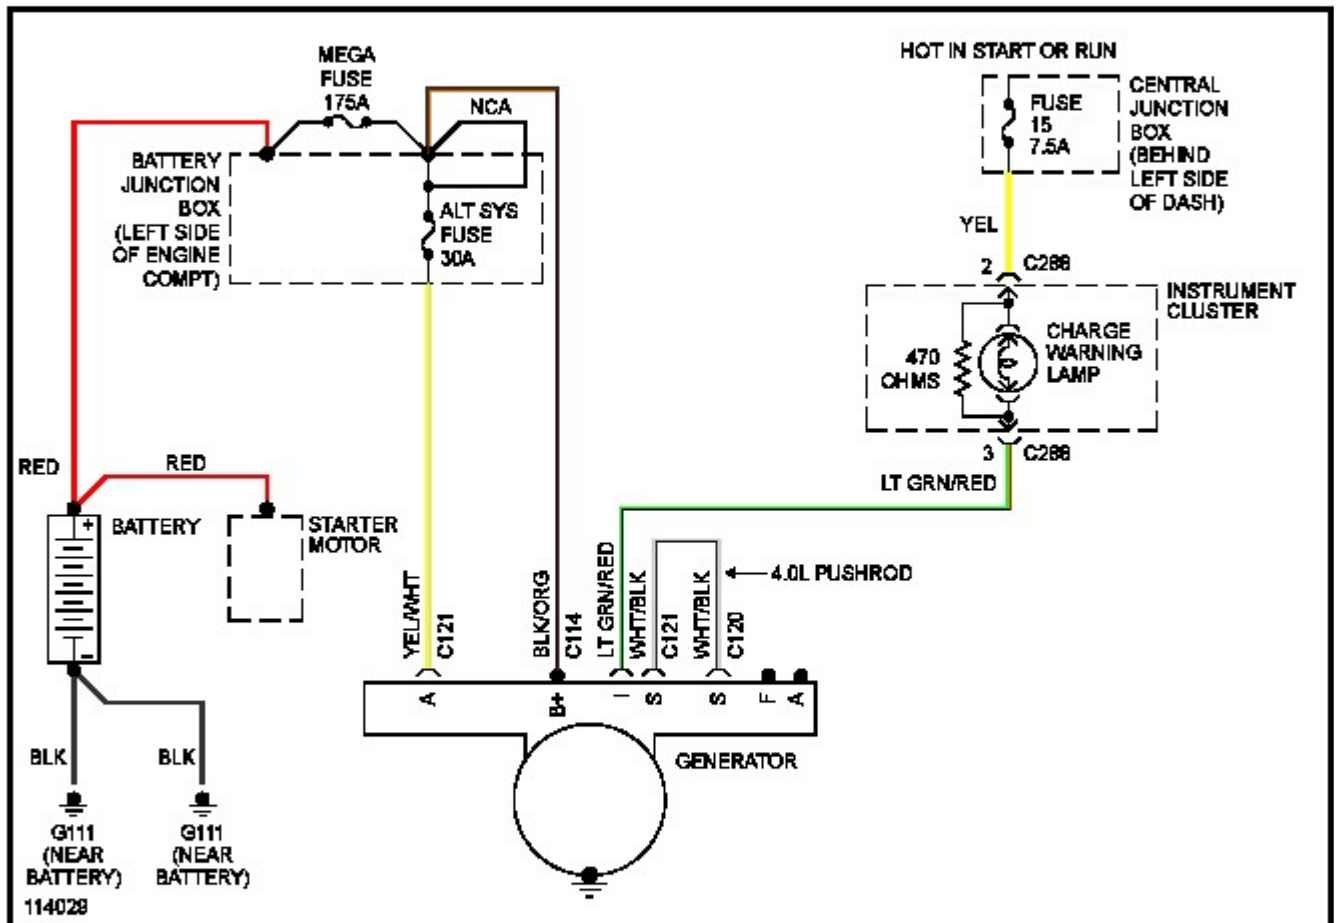 MEGA
FUSE
175A
NCA
HOT IN START OR RUN
FUSE
15
7.5A
CENTRAL
JUNCTION
BOX
(BEHIND
LEFT SIDE
OF DASH)
BATTERY
JUNCTION
BOX
(LEFT SIDE
OF ENGINE
COMPT)
ALT SYS
FUSE
30A
YEL
2
C288
INSTRUMENT
CLUSTER
470
OHMS
CHARGE
WARNING
LAMP
3
C288
LT GRN/RED
RED
RED
+
BATTERY
-
STARTER
MOTOR
YEL/WHT
C121
BLK/ORG
C114
LT GRN/RED
WHT/BLK
C121
WHT/BLK
C120
4.0L PUSHROD
A
B+
I
S
S
F
A
GENERATOR
BLK
BLK
G111
(NEAR
BATTERY)
G111
(NEAR
BATTERY)
114029